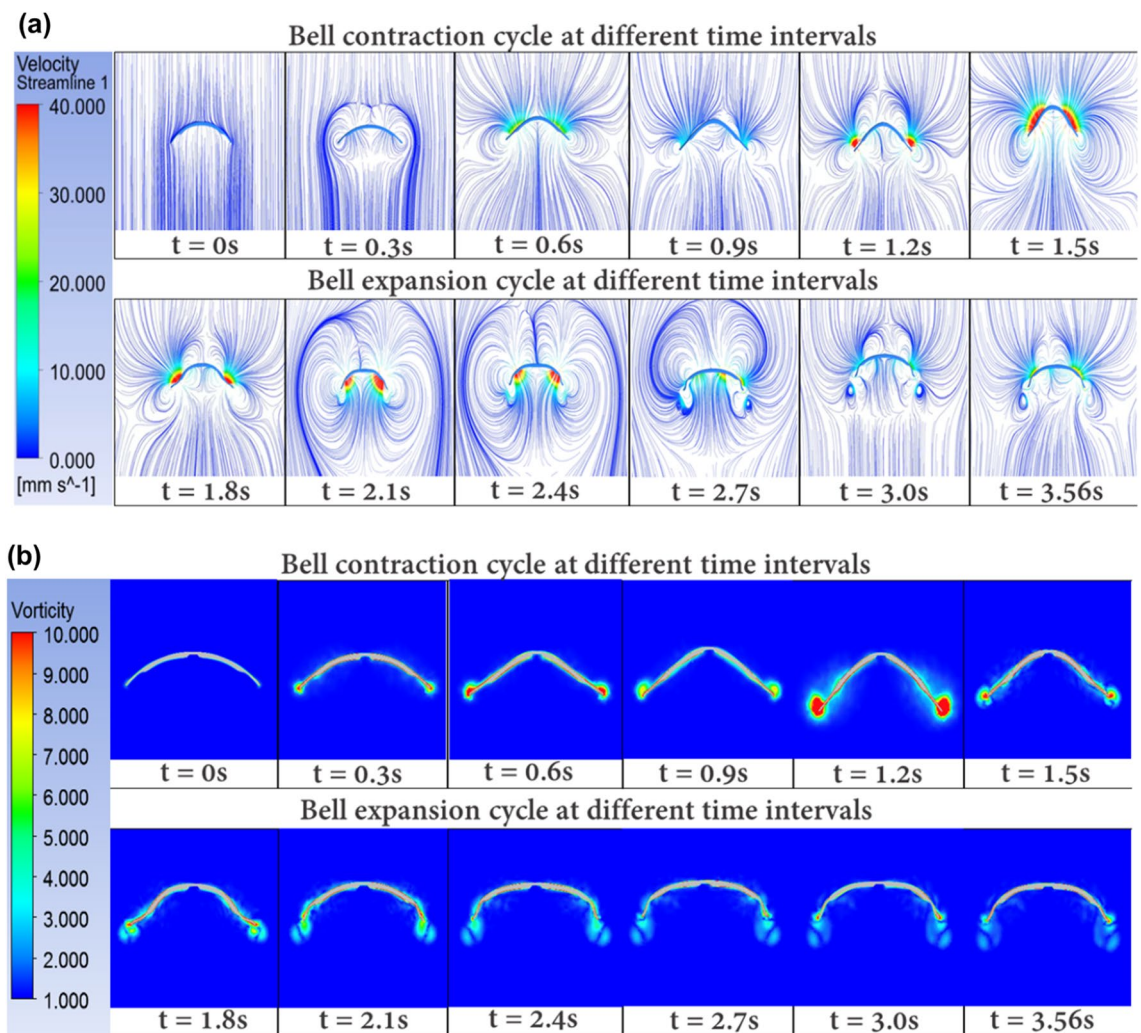 (a)
Bell contraction cycle at different time intervals
Velocity
Streamline 1
40.000
30.000
20.000
10.000
0.000
[mm s^-1]
t = 0s t = 0.3s t = 0.6s t = 0.9s t = 1.2s t = 1.5s
Bell expansion cycle at different time intervals
t = 1.8s t = 2.1s t = 2.4s t = 2.7s t = 3.0s t = 3.56s
(b)
Bell contraction cycle at different time intervals
Vorticity
10.000
9.000
8.000
7.000
6.000
5.000
4.000
3.000
2.000
1.000
t = 0s t = 0.3s t = 0.6s t = 0.9s t = 1.2s t = 1.5s
Bell expansion cycle at different time intervals
t = 1.8s t = 2.1s t = 2.4s t = 2.7s t = 3.0s t = 3.56s